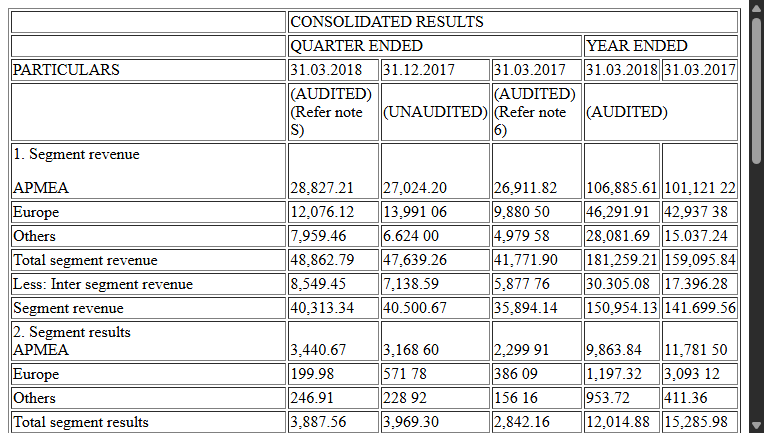 CONSOLIDATED RESULTS
QUARTER ENDED YEAR ENDED
PARTICULARS 31.03.2018 31.12.2017 31.03.2017 31.03.2018 31.03.2017
(AUDITED) (Refer note S) (UNAUDITED) (AUDITED) (Refer note 6) (AUDITED)
1. Segment revenue
APMEA 28,827.21 27,024.20 26,911.82 106,885.61 101,121 22
Europe 12,076.12 13,991 06 9,880 50 46,291.91 42,937 38
Others 7,959.46 6.624 00 4,979 58 28,081.69 15.037.24
Total segment revenue 48,862.79 47,639.26 41,771.90 181,259.21 159,095.84
Less: Inter segment revenue 8,549.45 7,138.59 5,877 76 30.305.08 17.396.28
Segment revenue 40,313.34 40.500.67 35,894.14 150,954.13 141.699.56
2. Segment results
APMEA 3,440.67 3,168 60 2,299 91 9,863.84 11,781 50
Europe 199.98 571 78 386 09 1,197.32 3,093 12
Others 246.91 228 92 156 16 953.72 411.36
Total segment results 3,887.56 3,969.30 2,842.16 12,014.88 15,285.98